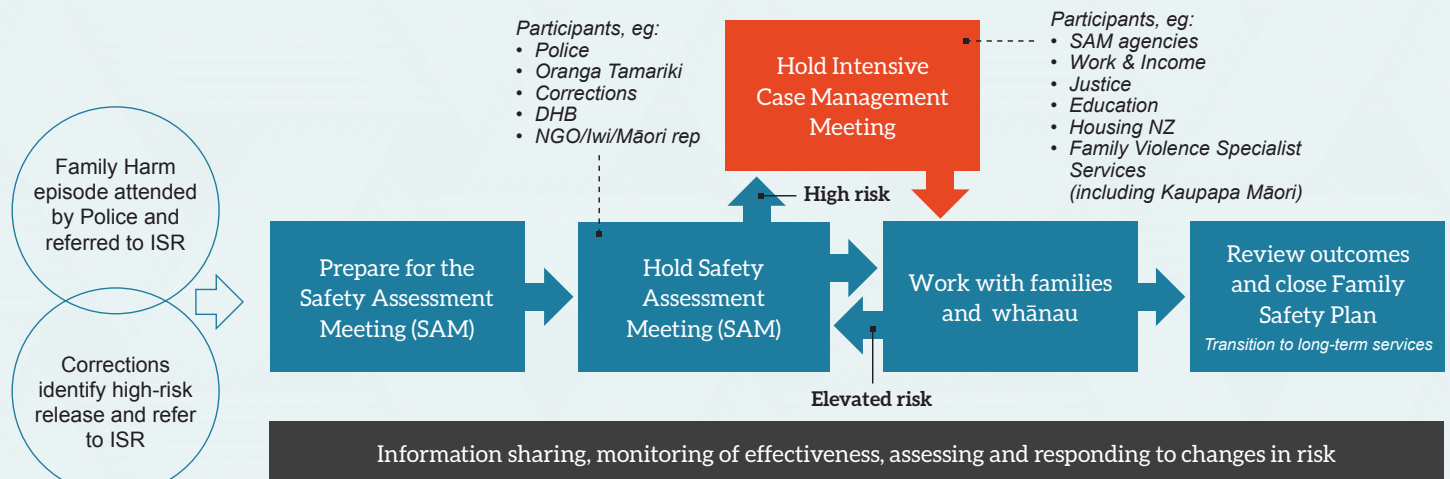 Family Harm
episode attended
by Police and
referred to ISR
Corrections
identify high-risk
release and refer
to ISR
Prepare for the
Safety Assessment
Meeting (SAM)
Participants, eg:
• Police
• Oranga Tamariki
• Corrections
• DHB
• NGO/Iwi/Māori rep
Hold Safety
Assessment
Meeting (SAM)
High risk
Hold Intensive
Case Management
Meeting
Participants, eg:
• SAM agencies
• Work & Income
• Justice
• Education
• Housing NZ
• Family Violence Specialist
Services
(including Kaupapa Māori)
Work with families
and whānau
Elevated risk
Review outcomes
and close Family
Safety Plan
Transition to long-term services
Information sharing, monitoring of effectiveness, assessing and responding to changes in risk